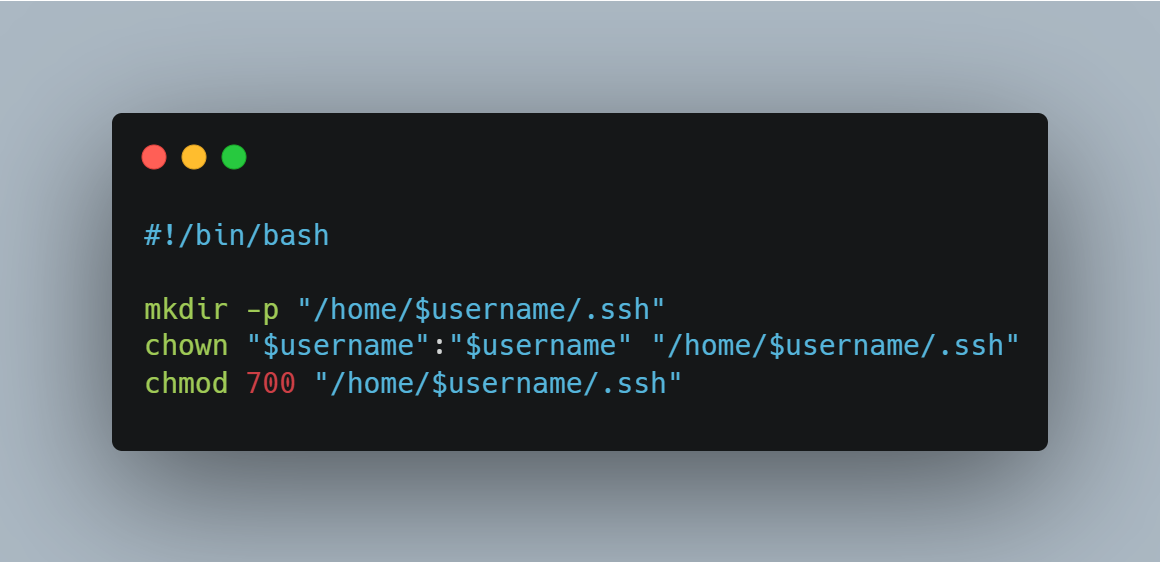 #!/bin/bash

mkdir -p "/home/$username/.ssh"
chown "$username":"$username" "/home/$username/.ssh"
chmod 700 "/home/$username/.ssh"